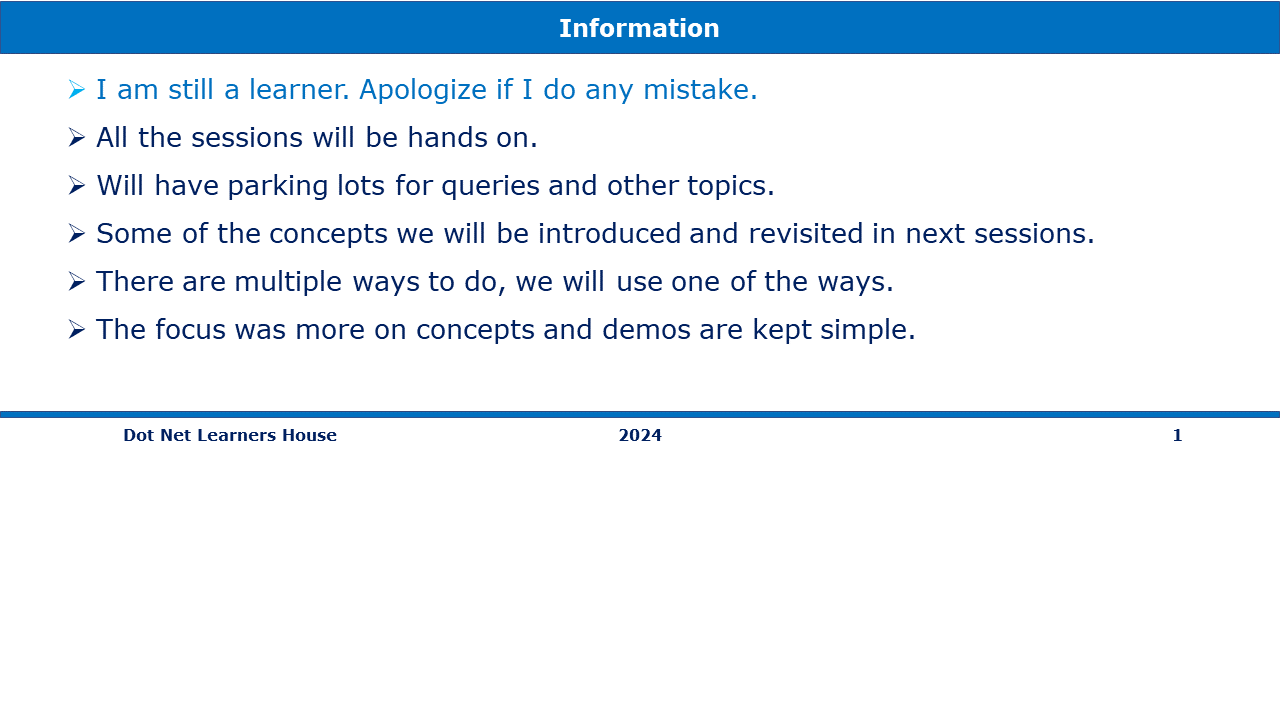 Information
I am still a learner. Apologize if I do any mistake.
All the sessions will be hands on.
Will have parking lots for queries and other topics.
Some of the concepts we will be introduced and revisited in next sessions.
There are multiple ways to do, we will use one of the ways.
The focus was more on concepts and demos are kept simple.
Dot Net Learners House 2024 1